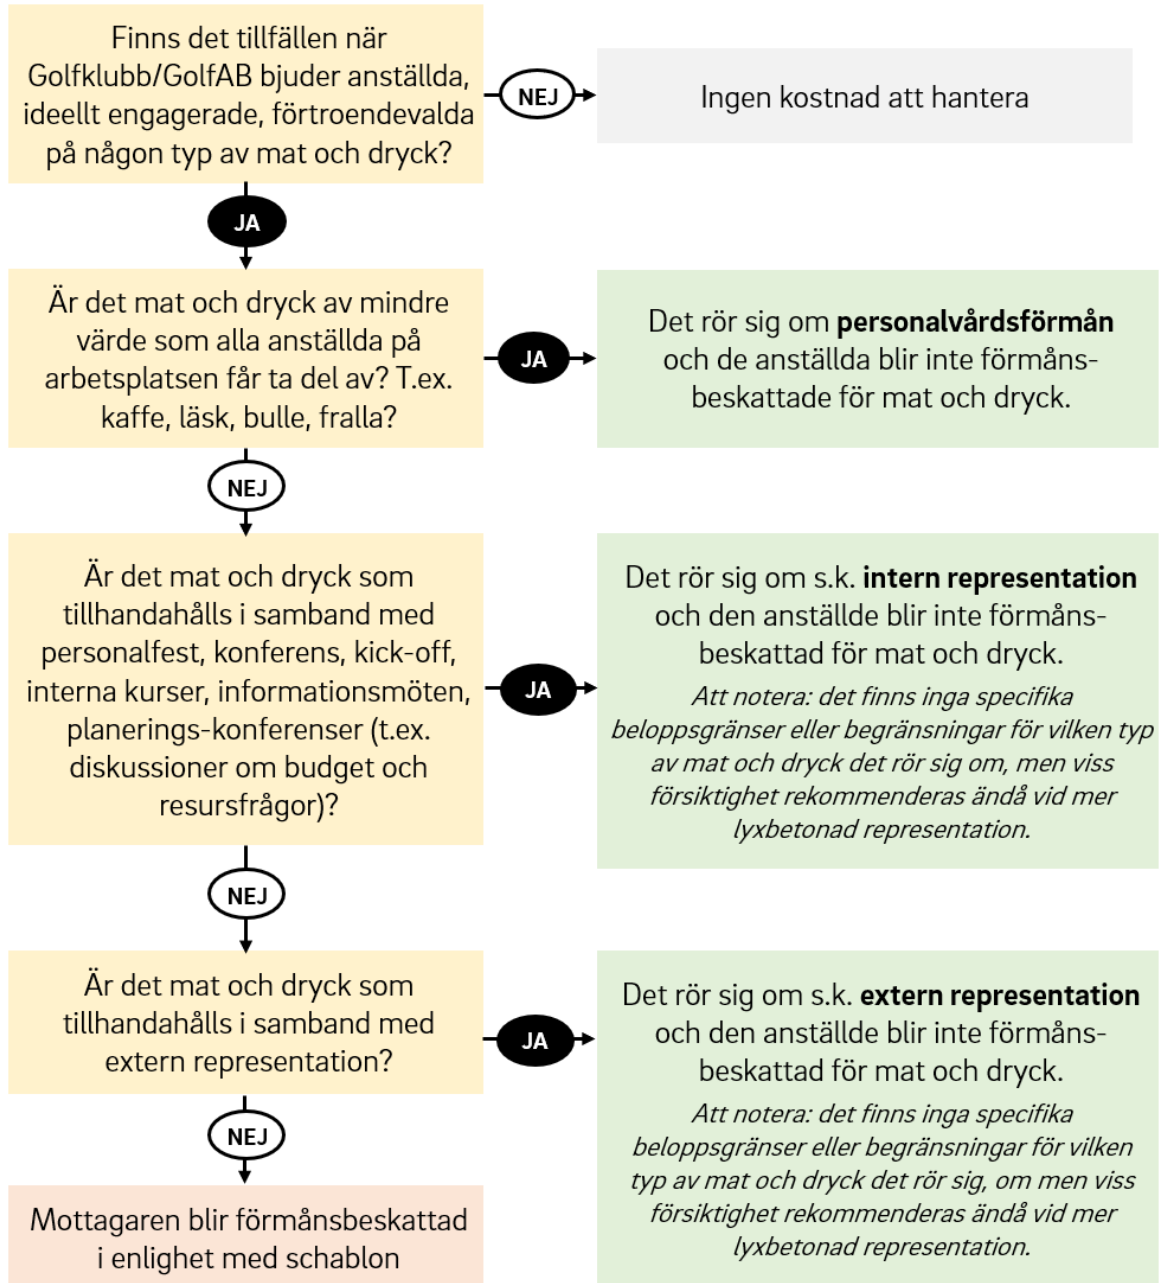 Finns det tillfällen när
Golfklubb/GolfAB bjuder anställda,
ideellt engagerade, förtroendevalda
på någon typ av mat och dryck?
NEJ
Ingen kostnad att hantera
JA
Är det mat och dryck av mindre
värde som alla anställda på
arbetsplatsen får ta del av? T.ex.
kaffe, läsk, bulle, fralla?
JA
Det rör sig om personalvårdsförmån
och de anställda blir inte förmåns-
beskattade för mat och dryck.
NEJ
Är det mat och dryck som
tillhandahålls i samband med
personalfest, konferens, kick-off,
interna kurser, informationsmöten,
planerings-konferenser (t.ex.
diskussioner om budget och
resursfrågor)?
JA
Det rör sig om s.k. intern representation
och den anställde blir inte förmåns-
beskattad för mat och dryck.
Att notera: det finns inga specifika
beloppsgränser eller begränsningar för vilken typ
av mat och dryck det rör sig om, men viss
försiktighet rekommenderas ändå vid mer
lyxbetonad representation.
NEJ
Är det mat och dryck som
tillhandahålls i samband med
extern representation?
JA
Det rör sig om s.k. extern representation
och den anställde blir inte förmåns-
beskattad för mat och dryck.
Att notera: det finns inga specifika
beloppsgränser eller begränsningar för vilken
typ av mat och dryck det rör sig, om men viss
försiktighet rekommenderas ändå vid mer
lyxbetonad representation.
NEJ
Mottagaren blir förmånsbeskattad
i enlighet med schablon